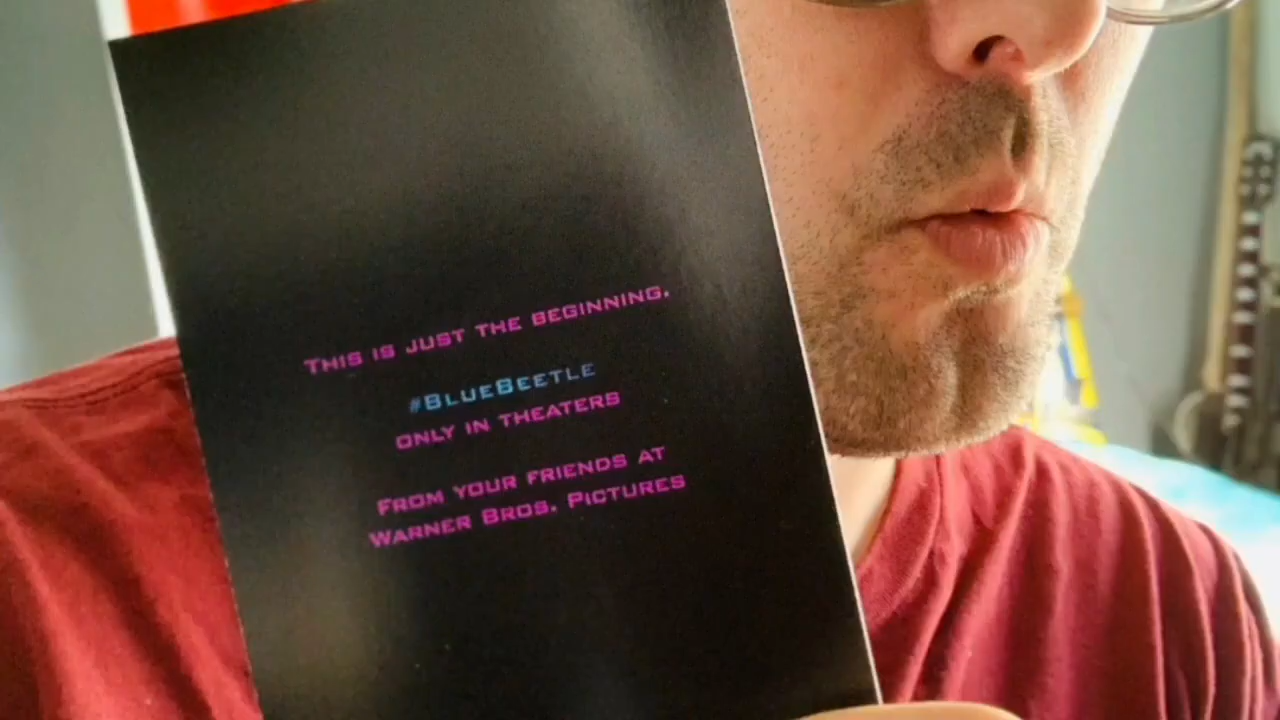 This is just the beginning.
#BlueBeetle
only in theaters
From your friends at
Warner Bros. Pictures